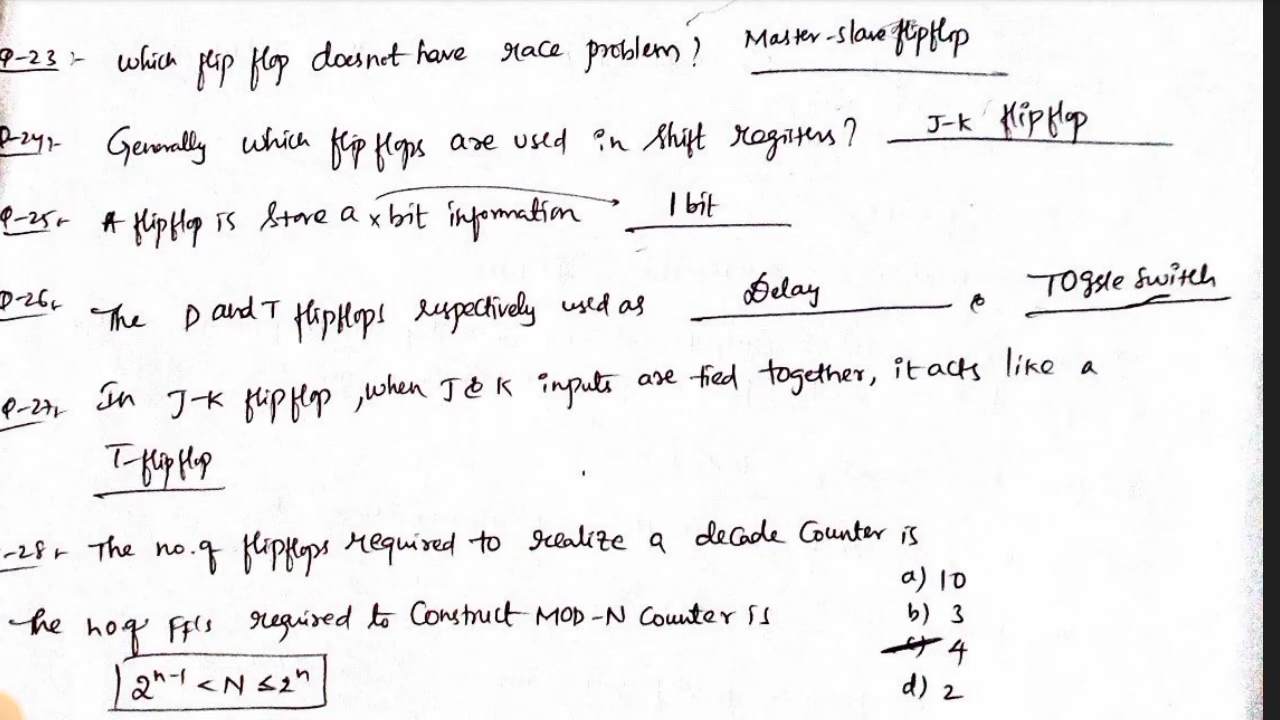 Q-23:- which flip flop doesnot have race problem? Master-slave flipflop
Q-24:- Generally which flip flops are used in shift registers? J-K flipflop
Q-25:- A flipflop is store a x bit information 1 bit
Q-26:- The D and T flipflops respectively used as Delay & TOggle Switch
Q-27:- In J-K flip flop, when J & K inputs are tied together, it acts like a
T-flipflop
-28:- The no.of flipflops required to realize a decade Counter is
a) 10
The no of FF's required to Construct MOD-N Counter is
b) 3
c) 4
2ⁿ⁻¹ < N ≤ 2ⁿ
d) 2